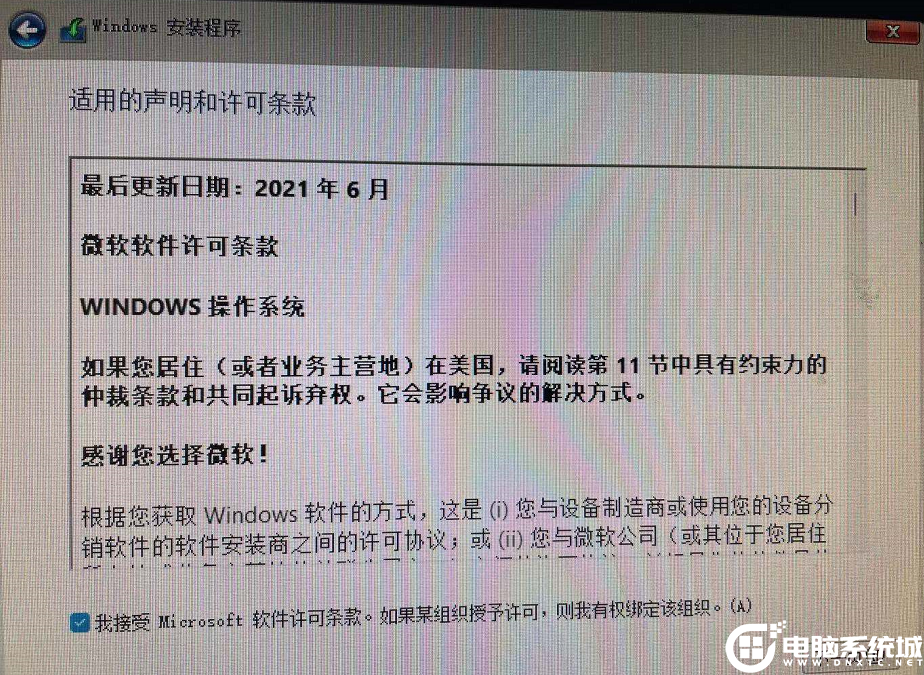 Windows 安装程序
适用的声明和许可条款
最后更新日期：2021 年 6 月
微软软件许可条款
WINDOWS 操作系统
如果您居住（或者业务主营地）在美国，请阅读第 11 节中具有约束力的
仲裁条款和共同起诉弃权。它会影响争议的解决方式。
感谢您选择微软！
根据您获取 Windows 软件的方式，这是 (i) 您与设备制造商或使用您的设备分
销软件的软件安装商之间的许可协议；或 (ii) 您与微软公司（或其位于您居住
我接受 Microsoft 软件许可条款。如果某组织授予许可，则我有权绑定该组织。(A)
电脑系统城
WWW.DNXTC.NET